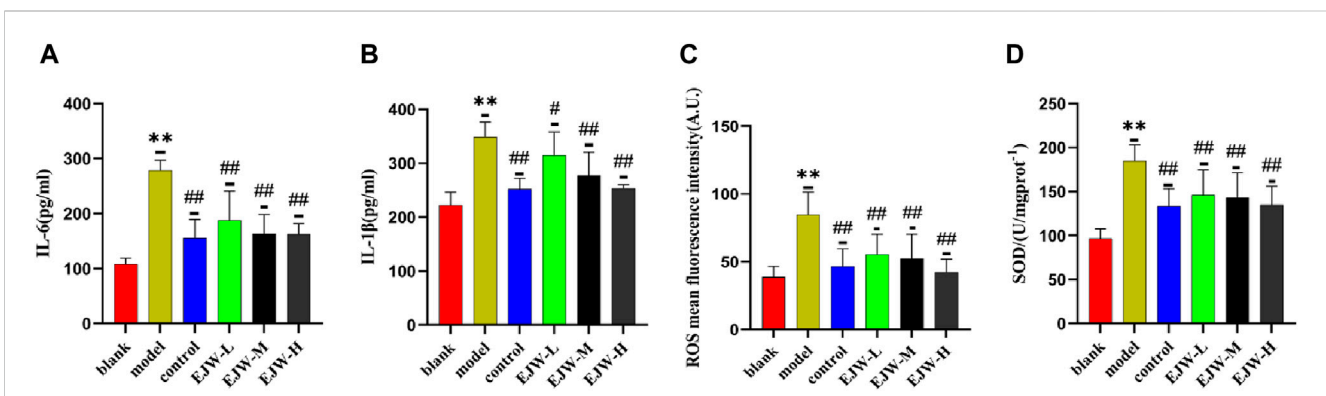 A
IL-6(pg/ml)
400
300
200
100
0
**
##
##
##
##
blank
model
control
EJW-L
EJW-M
EJW-H
B
IL-1β(pg/ml)
400
300
200
100
0
**
##
#
##
##
blank
model
control
EJW-L
EJW-M
EJW-H
C
ROS mean fluorescence intensity(A.U.)
150
100
50
0
**
##
##
##
##
blank
model
control
EJW-L
EJW-M
EJW-H
D
SOD/(U/mgprot⁻¹)
250
200
150
100
50
0
**
##
##
##
##
blank
model
control
EJW-L
EJW-M
EJW-H